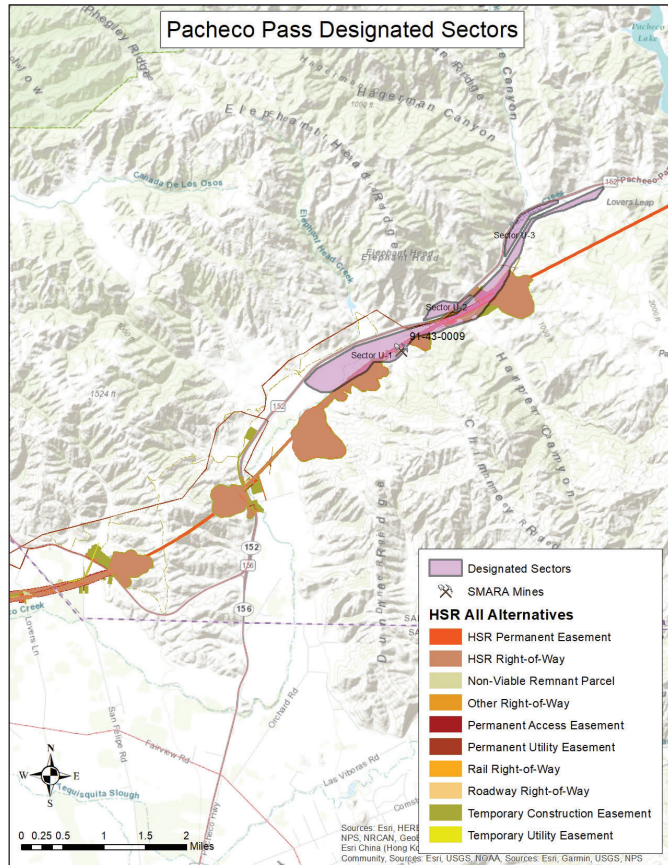 Pacheco Pass Designated Sectors
Phegley Ridge
Hagerman Canyon
Pacheco
Lake
Elephant Head Ridge
Canada De Los Osos
Elephant Head Creek
Elephant Head
152
Lovers Leap
Sector U-3
Sector U-2
91-43-0009
Sector U-1
1524 ft
152
Harper Canyon
Chimney Ridge
Dunne Ridge
152
156
156
Lovers Ln
San Felipe Rd
Fairview Rd
Orchard Rd
Las Viboras Rd
Tequisquita Slough
Pacheco Hwy
N
W
E
S
0 0.25 0.5 1 1.5 2
Miles
Designated Sectors
SMARA Mines
HSR All Alternatives
HSR Permanent Easement
HSR Right-of-Way
Non-Viable Remnant Parcel
Other Right-of-Way
Permanent Access Easement
Permanent Utility Easement
Rail Right-of-Way
Roadway Right-of-Way
Temporary Construction Easement
Temporary Utility Easement
Sources: Esri, HERE
NPS, NRCAN, GeoB
Esri China (Hong Ko
Community, Sources: Esri, USGS, NOAA, Sources: Esri, Garmin, USGS, NPS